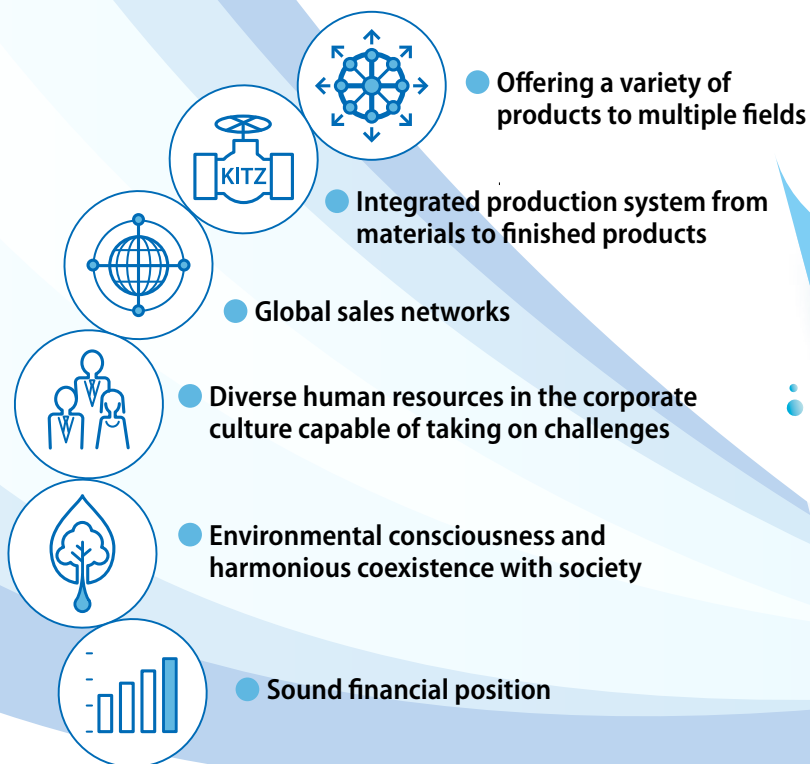 Offering a variety of
products to multiple fields
KITZ
Integrated production system from
materials to finished products
Global sales networks
Diverse human resources in the corporate
culture capable of taking on challenges
Environmental consciousness and
harmonious coexistence with society
Sound financial position